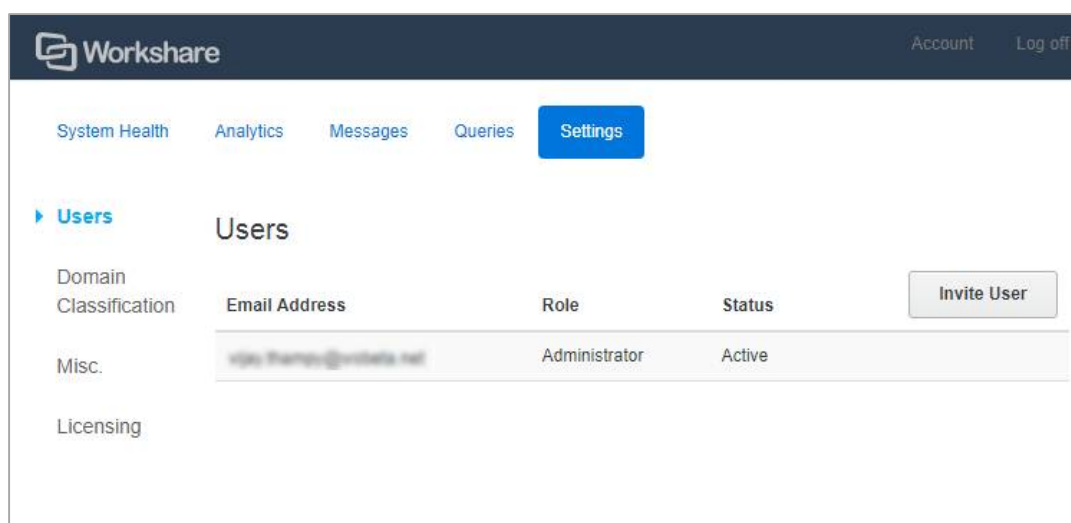 Workshare
Account Log off
System Health Analytics Messages Queries Settings
Users
Users
Domain
Classification
Misc.
Licensing
Email Address Role Status Invite User
Administrator Active